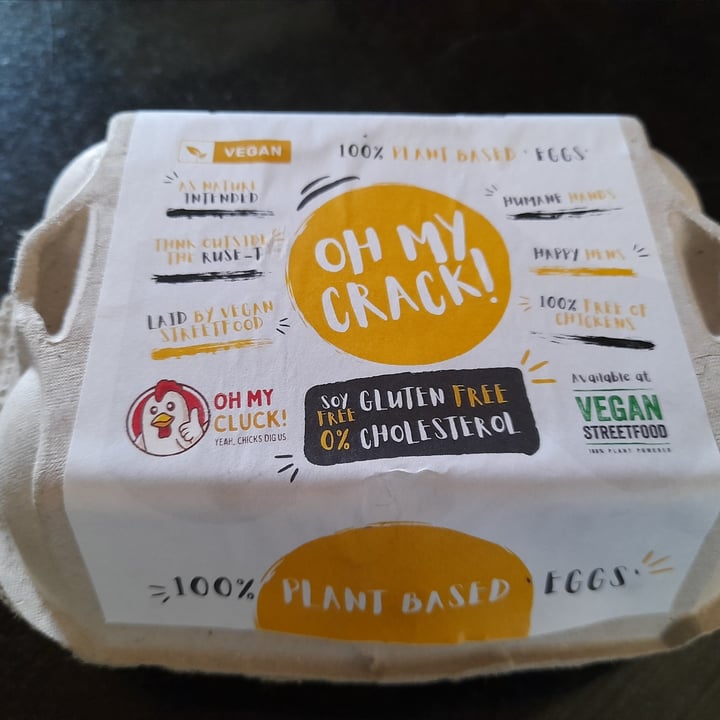 VEGAN
100% PLANT BASED 'EGGS'
AS NATURE
INTENDED
THINK OUTSIDE
THE RUSE-T
LAID BY VEGAN
STREETFOOD
OH MY
CRACK!
HUMANE HANDS
HAPPY HENS
100% FREE OF
CHICKENS
OH MY
CLUCK!
YEAH, CHICKS DIG US
SOY
FREE
GLUTEN FREE
0% CHOLESTEROL
Available at
VEGAN
STREETFOOD
100% PLANT POWERED
100% PLANT BASED 'EGGS'